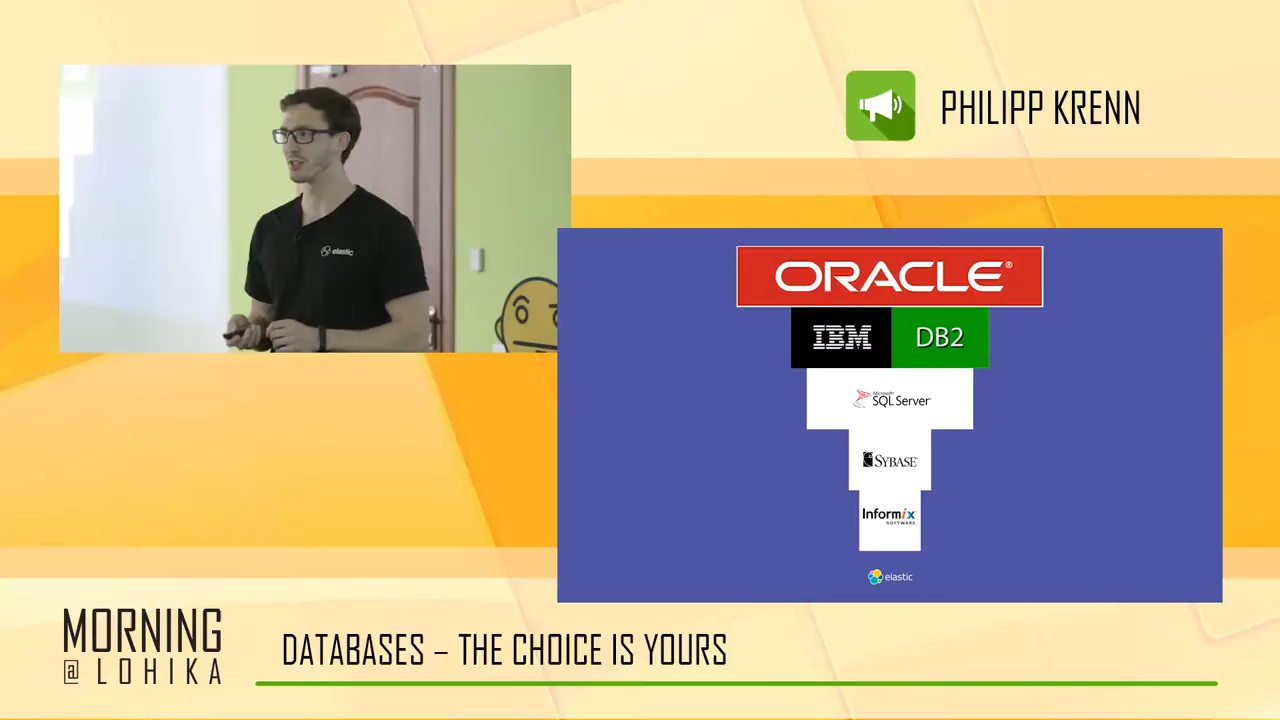 PHILIPP KRENN
elastic
ORACLE®
IBM DB2
Microsoft
SQL Server
SYBASE
Informix
SOFTWARE
elastic
MORNING
@ LOHIKA
DATABASES – THE CHOICE IS YOURS